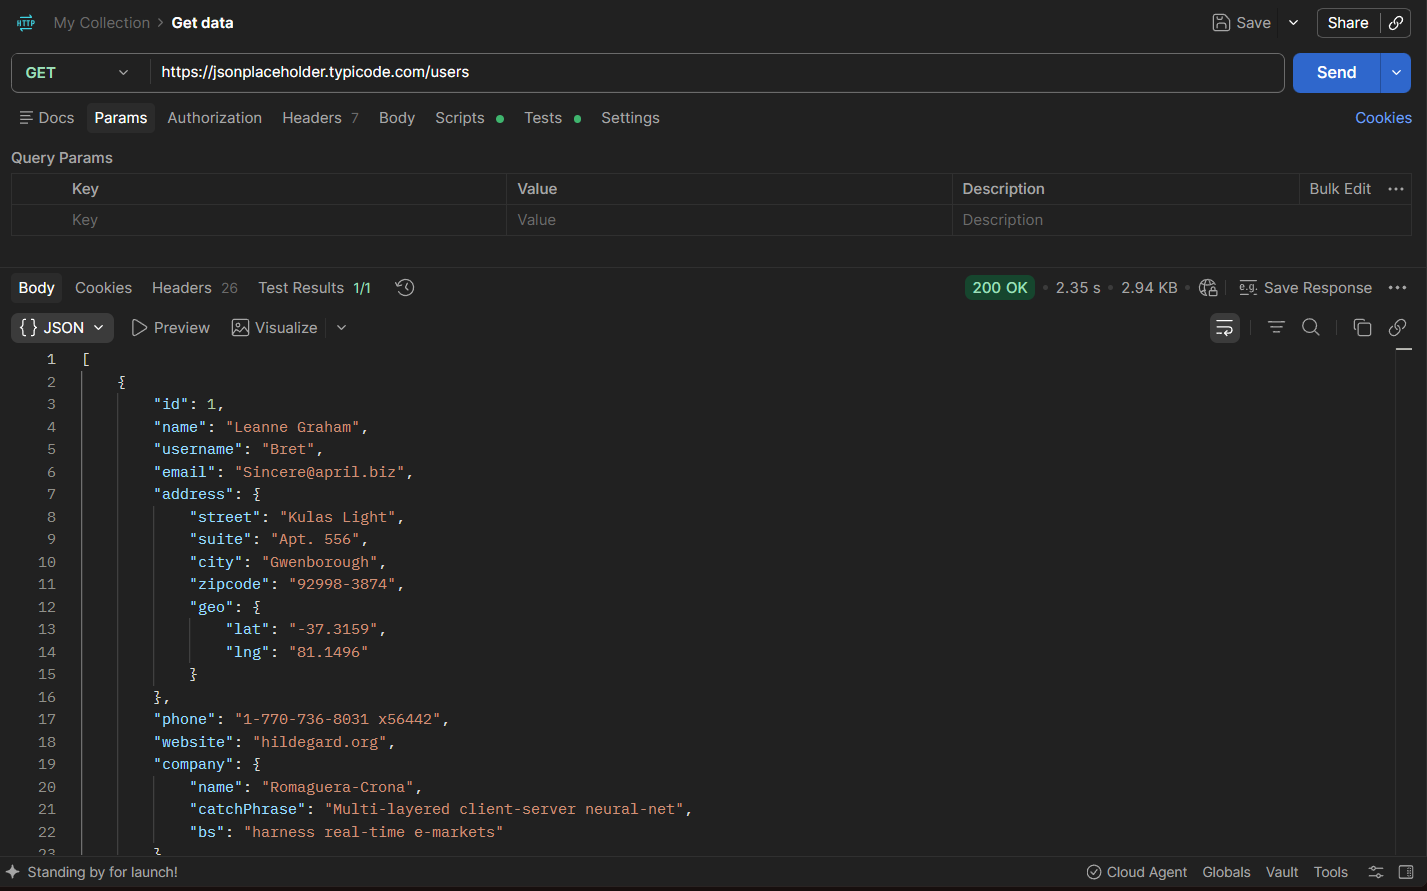 HTTP My Collection > Get data Save Share
GET https://jsonplaceholder.typicode.com/users Send
Docs Params Authorization Headers 7 Body Scripts Tests Settings Cookies
Query Params
Key Value Description Bulk Edit ···
Key Value Description
Body Cookies Headers 26 Test Results 1/1 200 OK • 2.35 s • 2.94 KB • e.g. Save Response ···
{} JSON Preview Visualize
1 [
2 {
3 "id": 1,
4 "name": "Leanne Graham",
5 "username": "Bret",
6 "email": "Sincere@april.biz",
7 "address": {
8 "street": "Kulas Light",
9 "suite": "Apt. 556",
10 "city": "Gwenborough",
11 "zipcode": "92998-3874",
12 "geo": {
13 "lat": "-37.3159",
14 "lng": "81.1496"
15 }
16 },
17 "phone": "1-770-736-8031 x56442",
18 "website": "hildegard.org",
19 "company": {
20 "name": "Romaguera-Crona",
21 "catchPhrase": "Multi-layered client-server neural-net",
22 "bs": "harness real-time e-markets"
23 }
Standing by for launch! Cloud Agent Globals Vault Tools